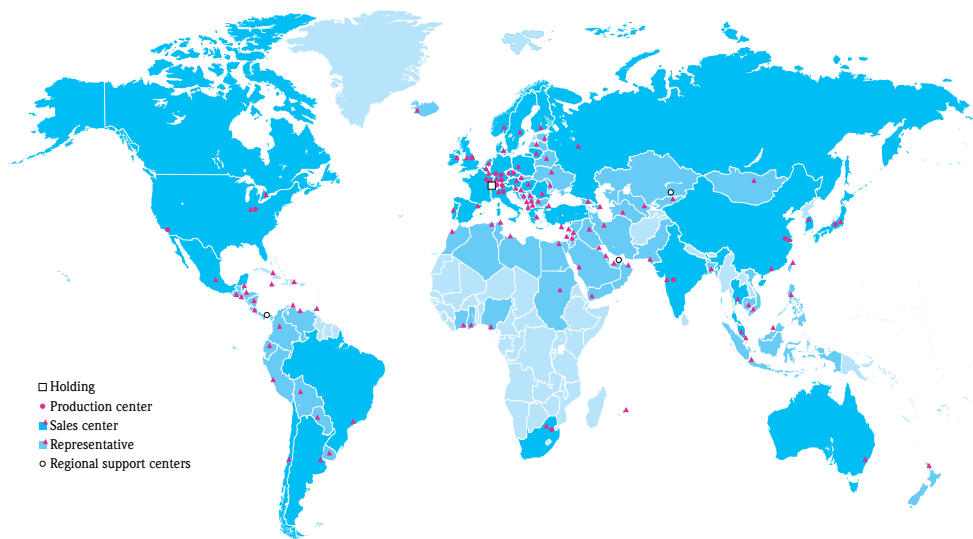 Holding
Production center
Sales center
Representative
Regional support centers